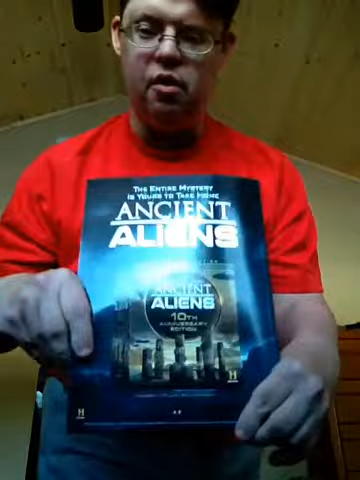 THE ENTIRE MYSTERY
IS YOURS TO TAKE HOME
ANCIENT
ALIENS
ANCIENT
ALIENS
10TH
ANNIVERSARY
EDITION
H
H